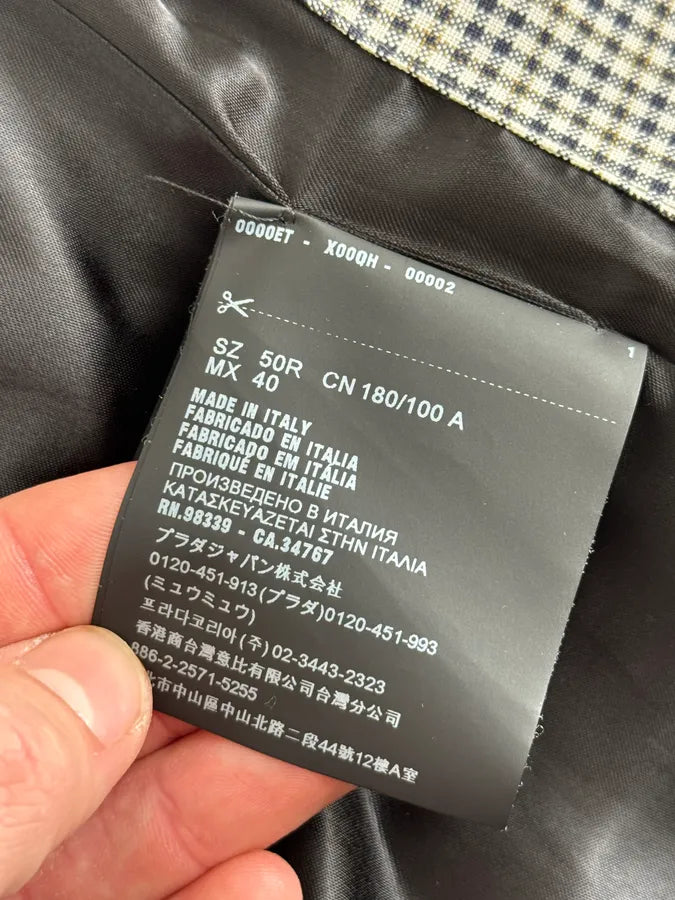 0000ET - X00QH - 00002
1
SZ 50R CN 180/100 A
MX 40
MADE IN ITALY
FABRICADO EN ITALIA
FABRICADO EM ITÁLIA
FABRIQUÉ EN ITALIE
ПРОИЗВЕДЕНО В ИТАЛИЯ
ΚΑΤΑΣΚΕΥΑΖΕΤΑΙ ΣΤΗΝ ΙΤΑΛΙΑ
RN.98339 - CA.34767
プラダジャパン株式会社
0120-451-913(プラダ)0120-451-993
(ミュウミュウ)
프라다코리아(주)02-3443-2323
香港商台灣意比有限公司台灣分公司
886-2-2571-5255
北市中山區中山北路二段44號12樓A室